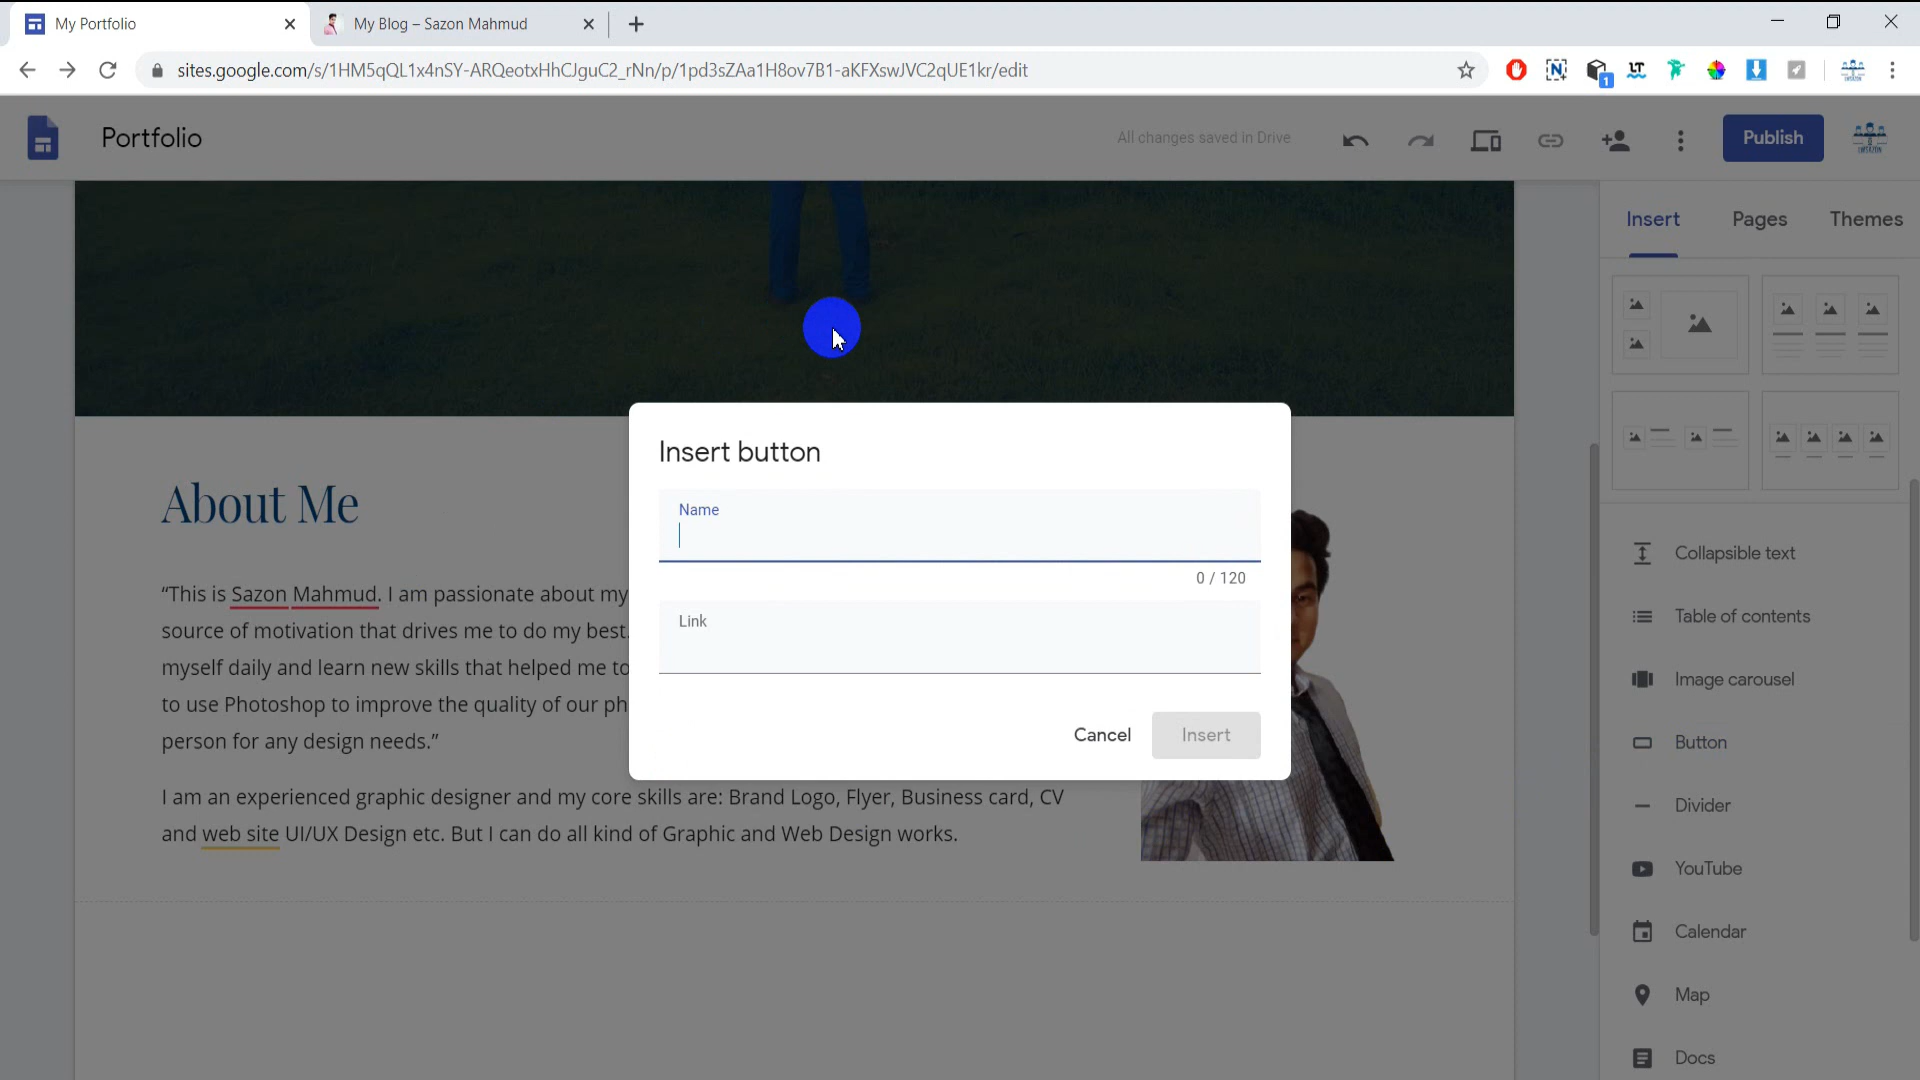 My Portfolio
My Blog – Sazon Mahmud
sites.google.com/s/1HM5qQL1x4nSY-ARQeotxHhCJguC2_rNn/p/1pd3sZAa1H8ov7B1-aKFXswJVC2qUE1kr/edit
1
Portfolio
All changes saved in Drive
Publish
Insert Pages Themes
Insert button
Name
0 / 120
Link
Cancel Insert
About Me
“This is Sazon Mahmud. I am passionate about my
source of motivation that drives me to do my best.
myself daily and learn new skills that helped me to
to use Photoshop to improve the quality of our ph
person for any design needs.”
I am an experienced graphic designer and my core skills are: Brand Logo, Flyer, Business card, CV
and web site UI/UX Design etc. But I can do all kind of Graphic and Web Design works.
Collapsible text
Table of contents
Image carousel
Button
Divider
YouTube
Calendar
Map
Docs